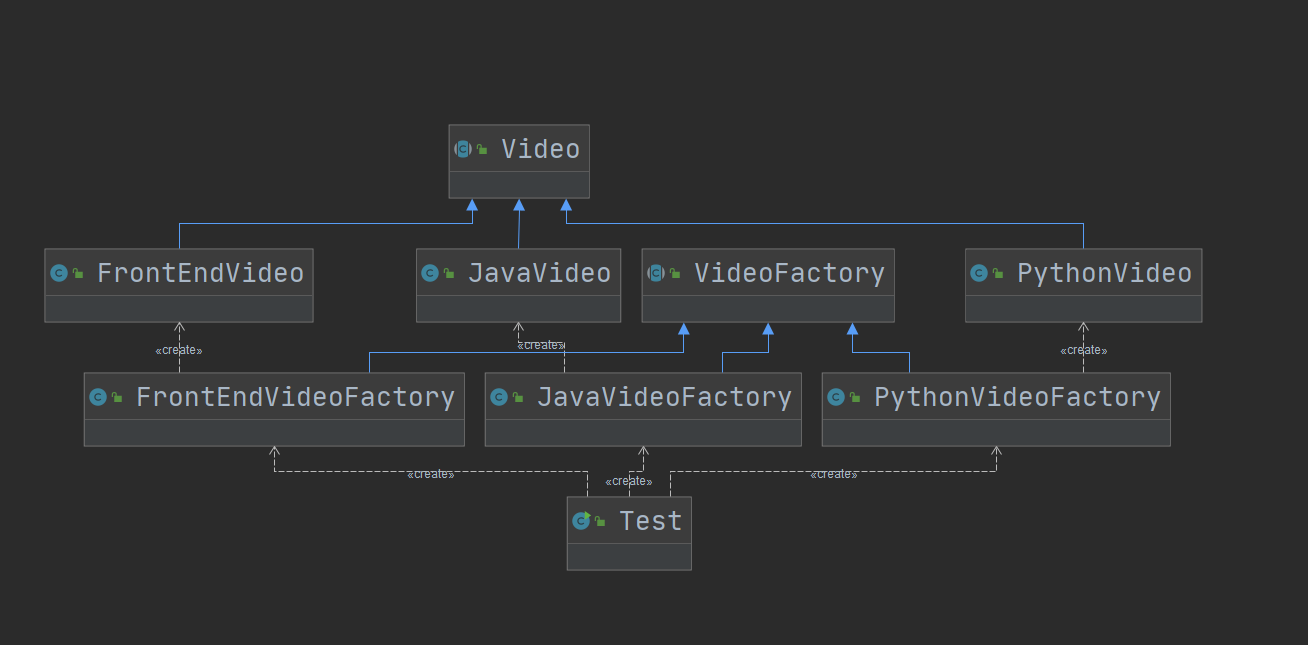 Video
FrontEndVideo
JavaVideo
VideoFactory
PythonVideo
«create»
«create»
«create»
FrontEndVideoFactory
JavaVideoFactory
PythonVideoFactory
«create»
«create»
«create»
Test